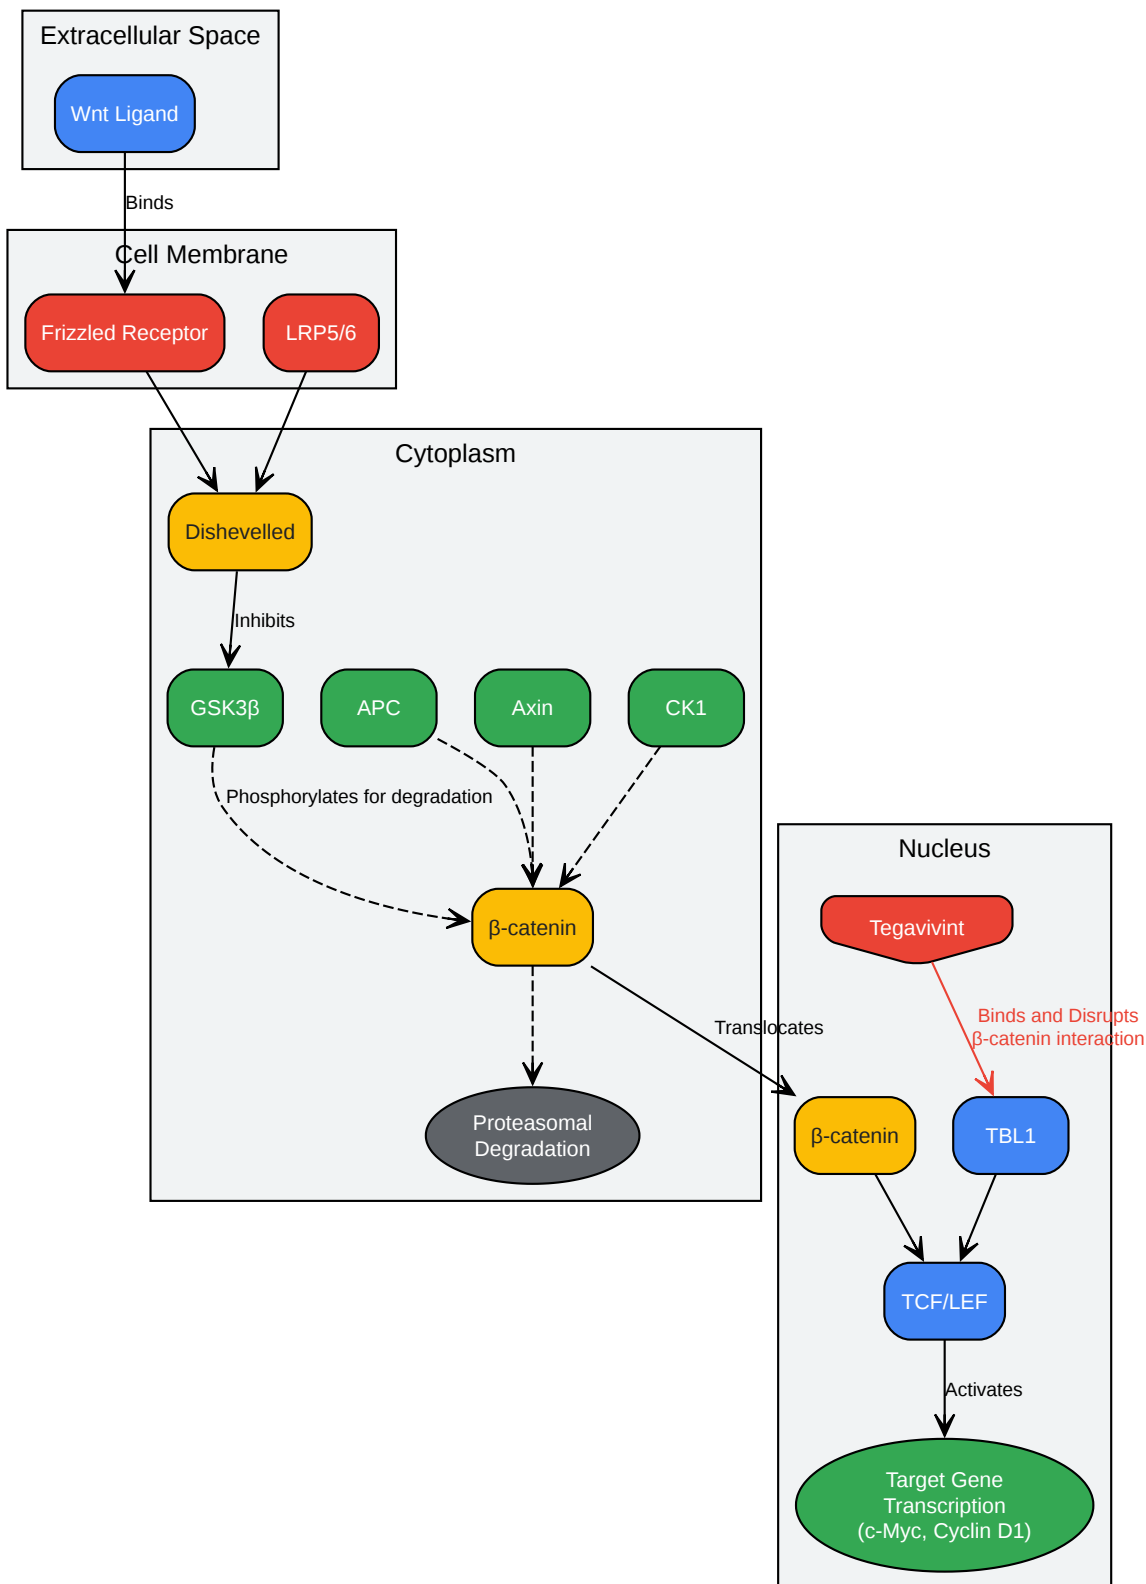 Extracellular Space
Wnt Ligand
Binds
Cell Membrane
Frizzled Receptor
LRP5/6
Cytoplasm
Dishevelled
Inhibits
GSK3β
APC
Axin
CK1
Phosphorylates for degradation
β-catenin
Proteasomal
Degradation
Translocates
Nucleus
Tegavivint
Binds and Disrupts
β-catenin interaction
β-catenin
TBL1
TCF/LEF
Activates
Target Gene
Transcription
(c-Myc, Cyclin D1)